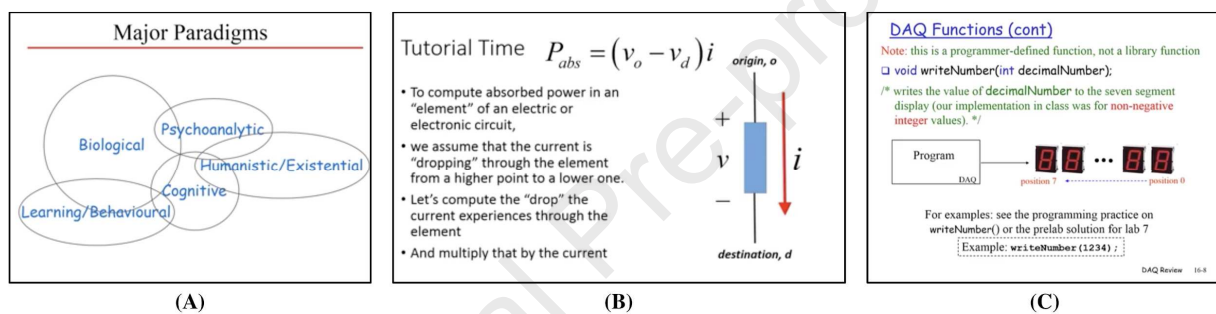 Major Paradigms
Biological
Psychoanalytic
Humanistic/Existential
Cognitive
Learning/Behavioural
(A)
Tutorial Time
P_abs = (v_o − v_d) i
origin, o
• To compute absorbed power in an
"element" of an electric or
electronic circuit,
• we assume that the current is
"dropping" through the element
from a higher point to a lower one.
• Let's compute the "drop" the
current experiences through the
element
• And multiply that by the current
+
v
−
i
destination, d
(B)
DAQ Functions (cont)
Note: this is a programmer-defined function, not a library function
❑ void writeNumber(int decimalNumber);
/* writes the value of decimalNumber to the seven segment
display (our implementation in class was for non-negative
integer values). */
Program
DAQ
8 8 ••• 8 8
position 7
position 0
For examples: see the programming practice on
writeNumber() or the prelab solution for lab 7
Example: writeNumber(1234);
DAQ Review 16-8
(C)